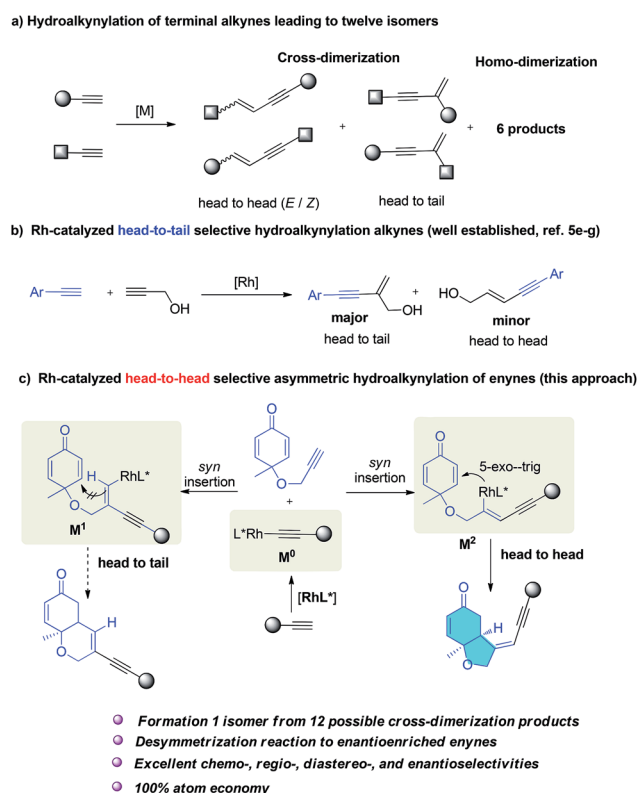 a) Hydroalkynylation of terminal alkynes leading to twelve isomers
Cross-dimerization
Homo-dimerization
[M]
+
+
6 products
head to head (E / Z)
head to tail
b) Rh-catalyzed head-to-tail selective hydroalkynylation alkynes (well established, ref. 5e-g)
Ar
+
OH
[Rh]
Ar
OH
+
HO
Ar
major
minor
head to tail
head to head
c) Rh-catalyzed head-to-head selective asymmetric hydroalkynylation of enynes (this approach)
O
H
RhL*
O
M1
syn
insertion
O
O
+
syn
insertion
O
5-exo--trig
RhL*
O
M2
L*Rh
M0
head to tail
[RhL*]
head to head
O
H
O
O
H
O
Formation 1 isomer from 12 possible cross-dimerization products
Desymmetrization reaction to enantioenriched enynes
Excellent chemo-, regio-, diastereo-, and enantioselectivities
100% atom economy